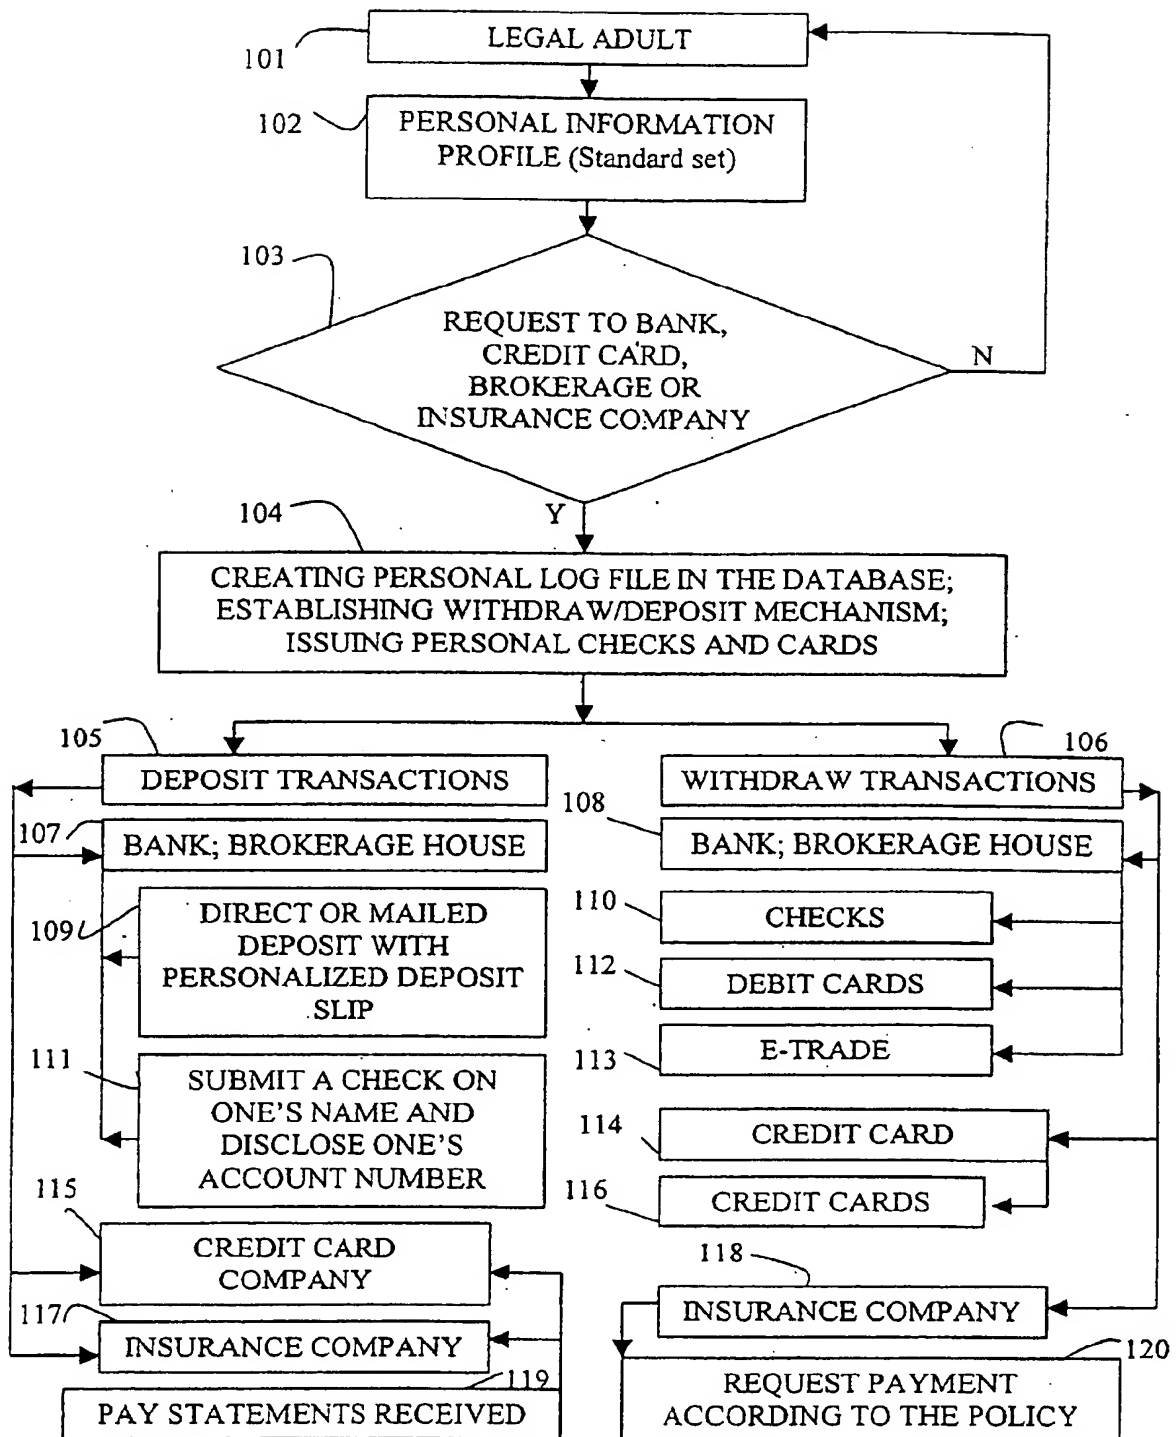 LEGAL ADULT
101
102
PERSONAL INFORMATION
PROFILE (Standard set)
103
REQUEST TO BANK,
CREDIT CARD,
BROKERAGE OR
INSURANCE COMPANY
N
Y
104
CREATING PERSONAL LOG FILE IN THE DATABASE;
ESTABLISHING WITHDRAW/DEPOSIT MECHANISM;
ISSUING PERSONAL CHECKS AND CARDS
105
DEPOSIT TRANSACTIONS
107
BANK; BROKERAGE HOUSE
109
DIRECT OR MAILED
DEPOSIT WITH
PERSONALIZED DEPOSIT
SLIP
111
SUBMIT A CHECK ON
ONE'S NAME AND
DISCLOSE ONE'S
ACCOUNT NUMBER
115
CREDIT CARD
COMPANY
117
INSURANCE COMPANY
119
PAY STATEMENTS RECEIVED
106
WITHDRAW TRANSACTIONS
108
BANK; BROKERAGE HOUSE
110
CHECKS
112
DEBIT CARDS
113
E-TRADE
114
CREDIT CARD
116
CREDIT CARDS
118
INSURANCE COMPANY
120
REQUEST PAYMENT
ACCORDING TO THE POLICY